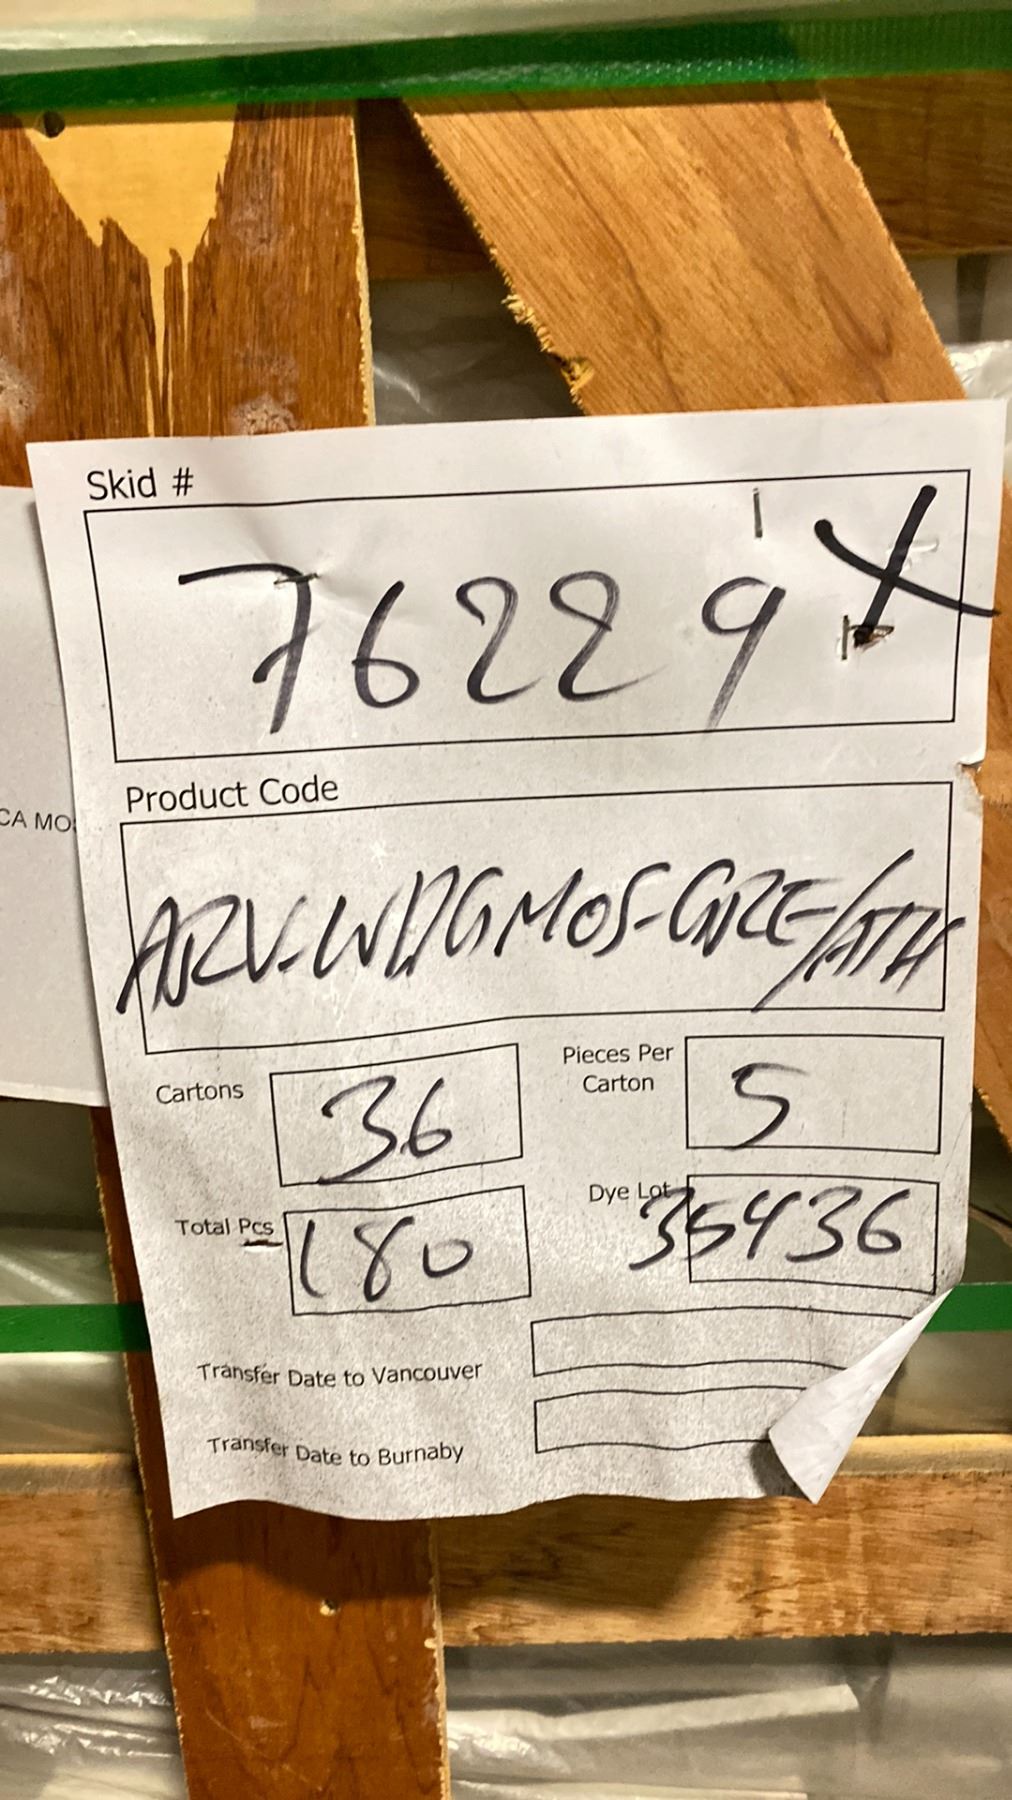 Skid #
76229 X
Product Code
CA MO
ARV-WDGMOS-GRE/ATH
Cartons 36 Pieces Per Carton 5
Total Pcs 180 Dye Lot 35436
Transfer Date to Vancouver
Transfer Date to Burnaby